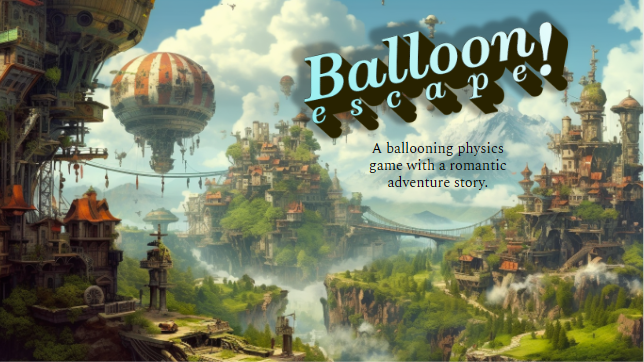 Balloon!
escape
A ballooning physics
game with a romantic
adventure story.